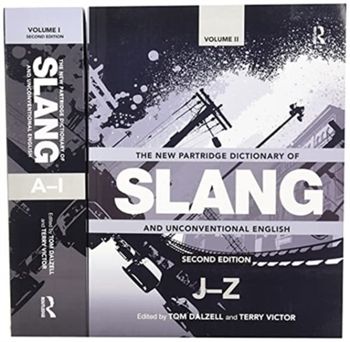 VOLUME I
SECOND EDITION
THE NEW PARTRIDGE DICTIONARY OF
SLANG
AND UNCONVENTIONAL ENGLISH
A–I
Edited by TOM DALZELL
and TERRY VICTOR
ROUTLEDGE
VOLUME II
R
THE NEW PARTRIDGE DICTIONARY OF
SLANG
AND UNCONVENTIONAL ENGLISH
SECOND EDITION
J–Z
Edited by TOM DALZELL and TERRY VICTOR